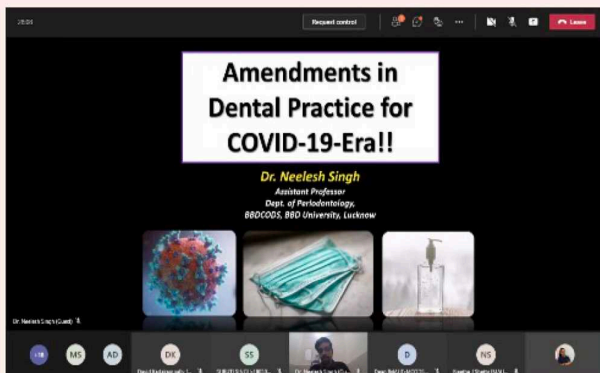 Request control
Leave
Amendments in
Dental Practice for
COVID-19-Era!!
Dr. Neelesh Singh
Assistant Professor
Dept. of Periodontology,
BBDCODS, BBD University, Lucknow
Dr. Neelesh Singh (Guest)
MS
AD
DK
SS
D
NS